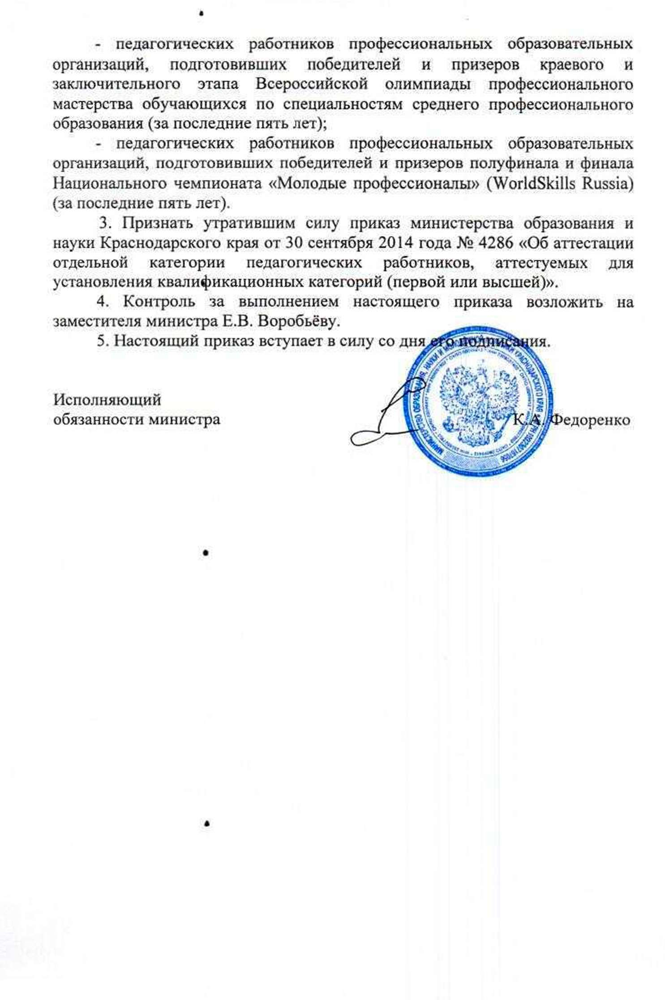 - педагогических работников профессиональных образовательных
организаций, подготовивших победителей и призеров краевого и
заключительного этапа Всероссийской олимпиады профессионального
мастерства обучающихся по специальностям среднего профессионального
образования (за последние пять лет);
- педагогических работников профессиональных образовательных
организаций, подготовивших победителей и призеров полуфинала и финала
Национального чемпионата «Молодые профессионалы» (WorldSkills Russia)
(за последние пять лет).
3. Признать утратившим силу приказ министерства образования и
науки Краснодарского края от 30 сентября 2014 года № 4286 «Об аттестации
отдельной категории педагогических работников, аттестуемых для
установления квалификационных категорий (первой или высшей)».
4. Контроль за выполнением настоящего приказа возложить на
заместителя министра Е.В. Воробьёву.
5. Настоящий приказ вступает в силу со дня его подписания.
Исполняющий
обязанности министра К.А. Федоренко
МИНИСТЕРСТВО ОБРАЗОВАНИЯ, НАУКИ И КРАСНОДАРСКОГО КРАЯ